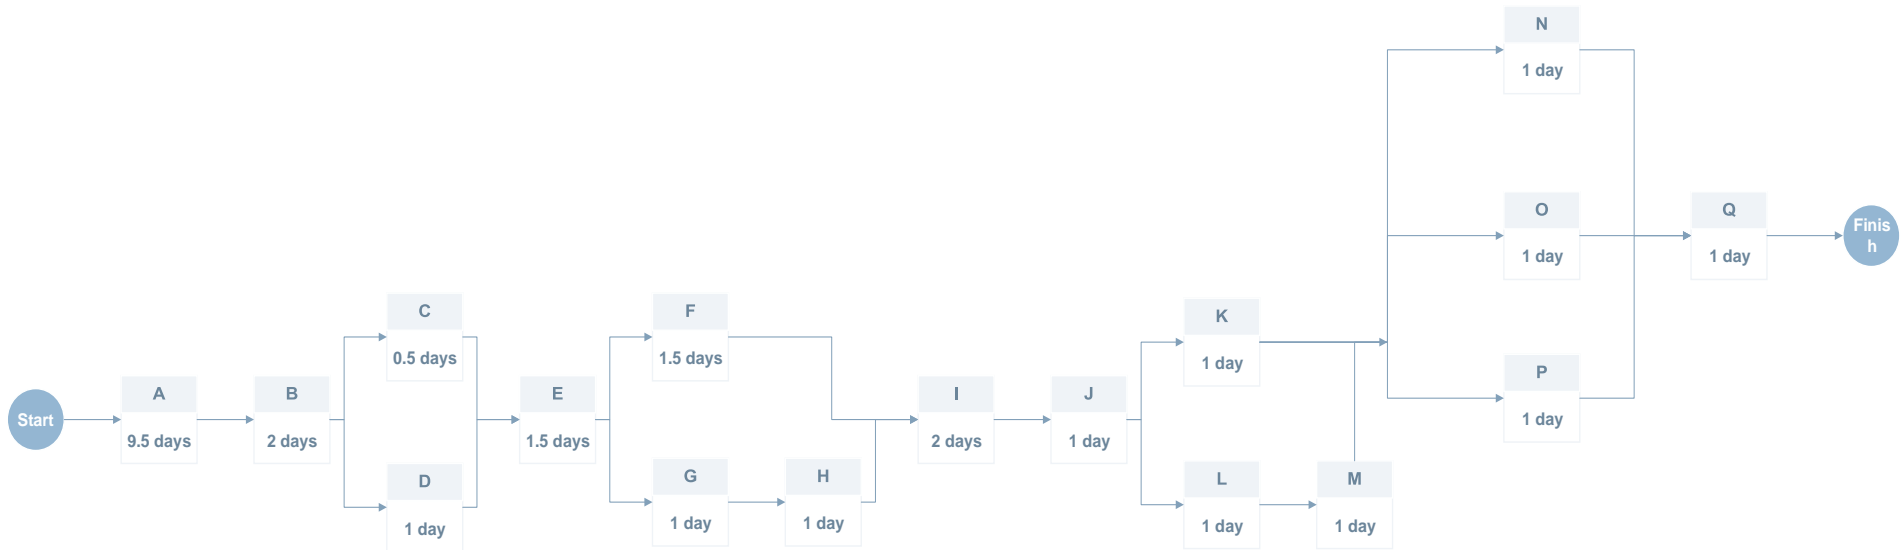 Start
A
9.5 days
B
2 days
C
0.5 days
D
1 day
E
1.5 days
F
1.5 days
G
1 day
H
1 day
I
2 days
J
1 day
K
1 day
L
1 day
M
1 day
N
1 day
O
1 day
P
1 day
Q
1 day
Finis
h